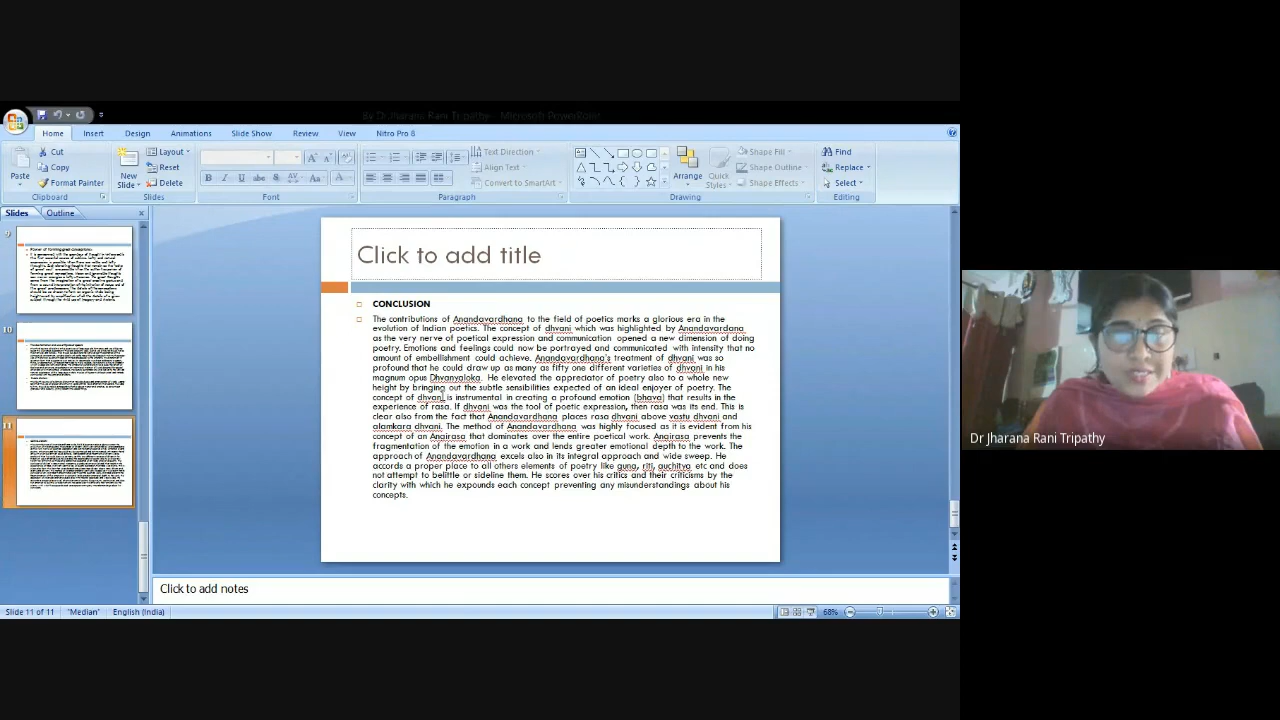 By Dr Jharana Rani Tripathy - Microsoft PowerPoint
Home Insert Design Animations Slide Show Review View Nitro Pro 8
Paste Cut Copy Format Painter
Clipboard
New Slide Layout Reset Delete
Slides
B I U abc S AV Aa A
Font
Text Direction Align Text Convert to SmartArt
Paragraph
Arrange Quick Styles Shape Fill Shape Outline Shape Effects
Drawing
Find Replace Select
Editing
Slides Outline
9
10
11
Click to add title
CONCLUSION
The contributions of Anandavardhana to the field of poetics marks a glorious era in the
evolution of Indian poetics. The concept of dhvani which was highlighted by Anandavardana
as the very nerve of poetical expression and communication opened a new dimension of doing
poetry. Emotions and feelings could now be portrayed and communicated with intensity that no
amount of embellishment could achieve. Anandavardhana's treatment of dhvani was so
profound that he could draw up as many as fifty one different varieties of dhvani in his
magnum opus Dhvanyaloka. He elevated the appreciator of poetry also to a whole new
height by bringing out the subtle sensibilities expected of an ideal enjoyer of poetry. The
concept of dhvani is instrumental in creating a profound emotion (bhava) that results in the
experience of rasa. If dhvani was the tool of poetic expression, then rasa was its end. This is
clear also from the fact that Anandavardhana places rasa dhvani above vastu dhvani and
alamkara dhvani. The method of Anandavardhana was highly focused as it is evident from his
concept of an Anirasa that dominates over the entire poetical work. Anirasa prevents the
fragmentation of the emotion in a work and lends greater emotional depth to the work. The
approach of Anandavardhana excels also in its integral approach and wide sweep. He
accords a proper place to all others elements of poetry like guna, riti, auchitya etc and does
not attempt to belittle or sideline them. He scores over his critics and their criticisms by the
clarity with which he expounds each concept preventing any misunderstandings about his
concepts.
Click to add notes
Slide 11 of 11 "Median" English (India) 68%
Dr Jharana Rani Tripathy